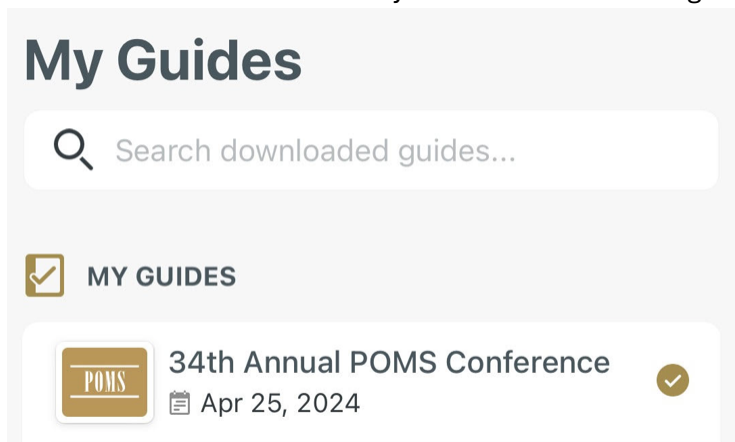 My Guides
Search downloaded guides...
MY GUIDES
POMS
34th Annual POMS Conference
Apr 25, 2024